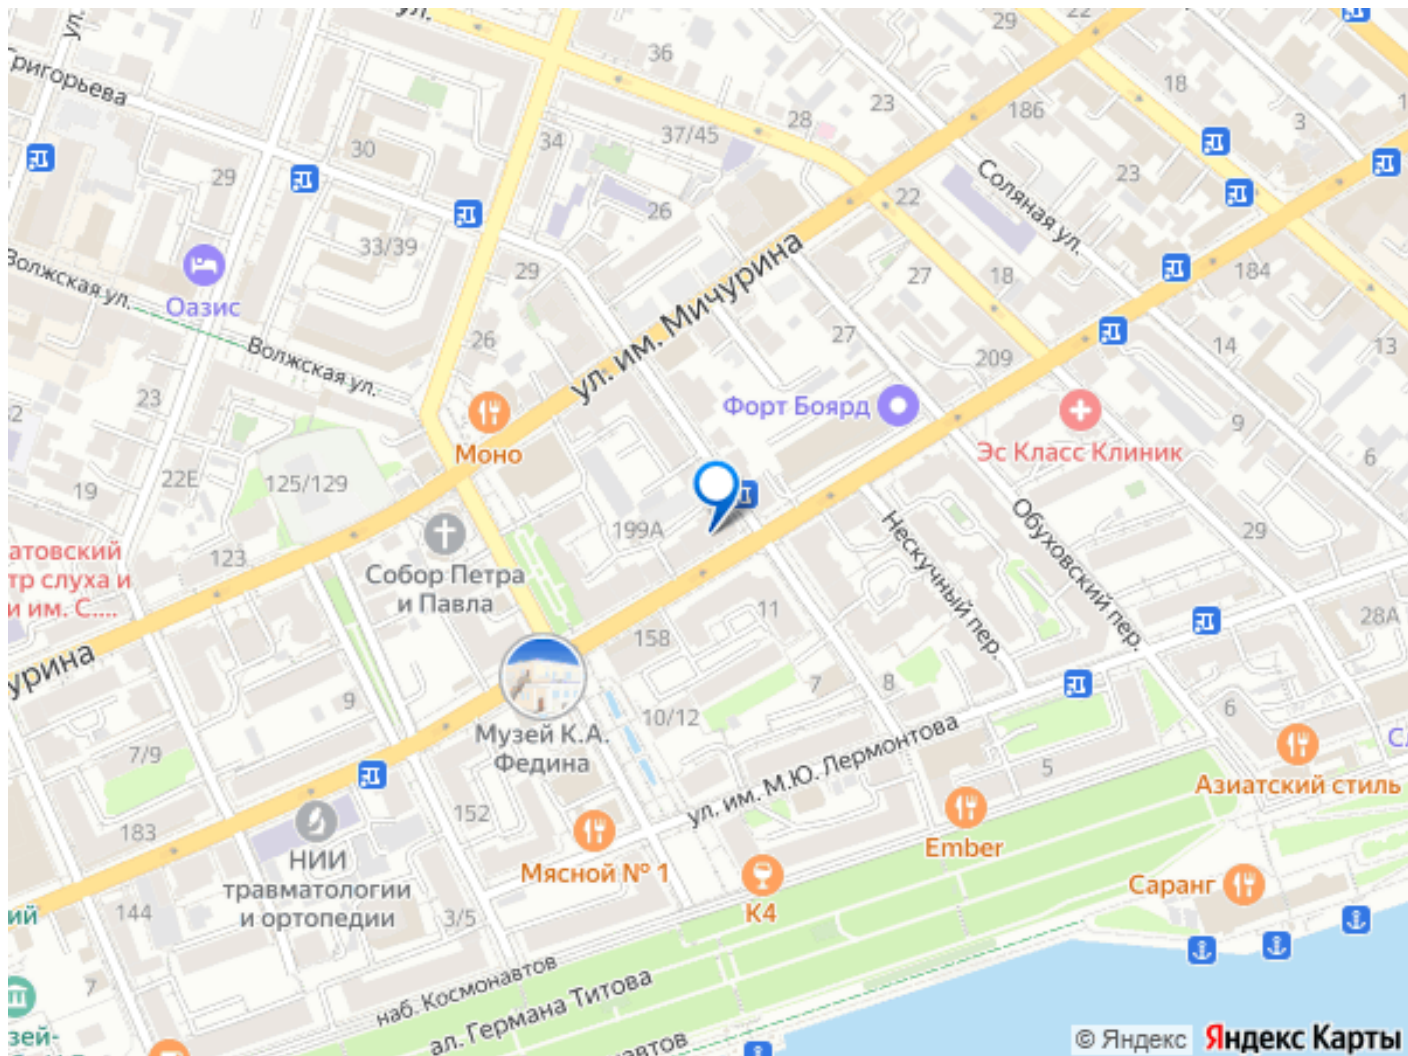 ул.
ул.
Григорьева
36
29
22
18
186
3
23
28
37/45
34
30
29
26
23
33/39
22
Соляная ул.
Волжская ул.
Оазис
29
27
18
184
ул. им. Мичурина
Волжская ул.
26
27
209
14
13
23
Моно
Форт Боярд
Эс Класс Клиник
9
6
19
22Е
125/129
199А
Нескучный пер.
Обуховский пер.
29
28А
123
Собор Петра
и Павла
11
158
9
7
8
6
7/9
10/12
Музей К.А.
Федина
5
ул. им. М.Ю. Лермонтова
Азиатский стиль
183
152
НИИ
травматологии
и ортопедии
Мясной № 1
Ember
К4
Саранг
144
3/5
7
наб. Космонавтов
ал. Германа Титова
© Яндекс
Яндекс Карты